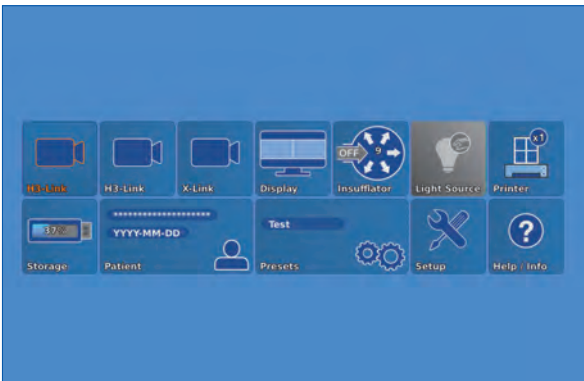 OFF 9 x1
H3-Link H3-Link X-Link Display Insufflator Light Source Printer
********************
37% YYYY-MM-DD Test
?
Storage Patient Presets Setup Help / Info